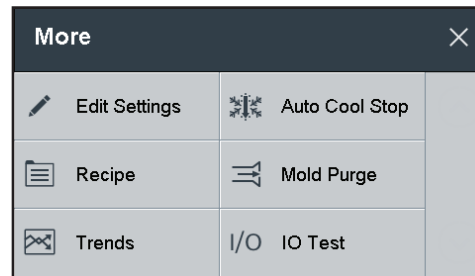 More
Edit Settings Auto Cool Stop
Recipe Mold Purge
Trends I/O IO Test